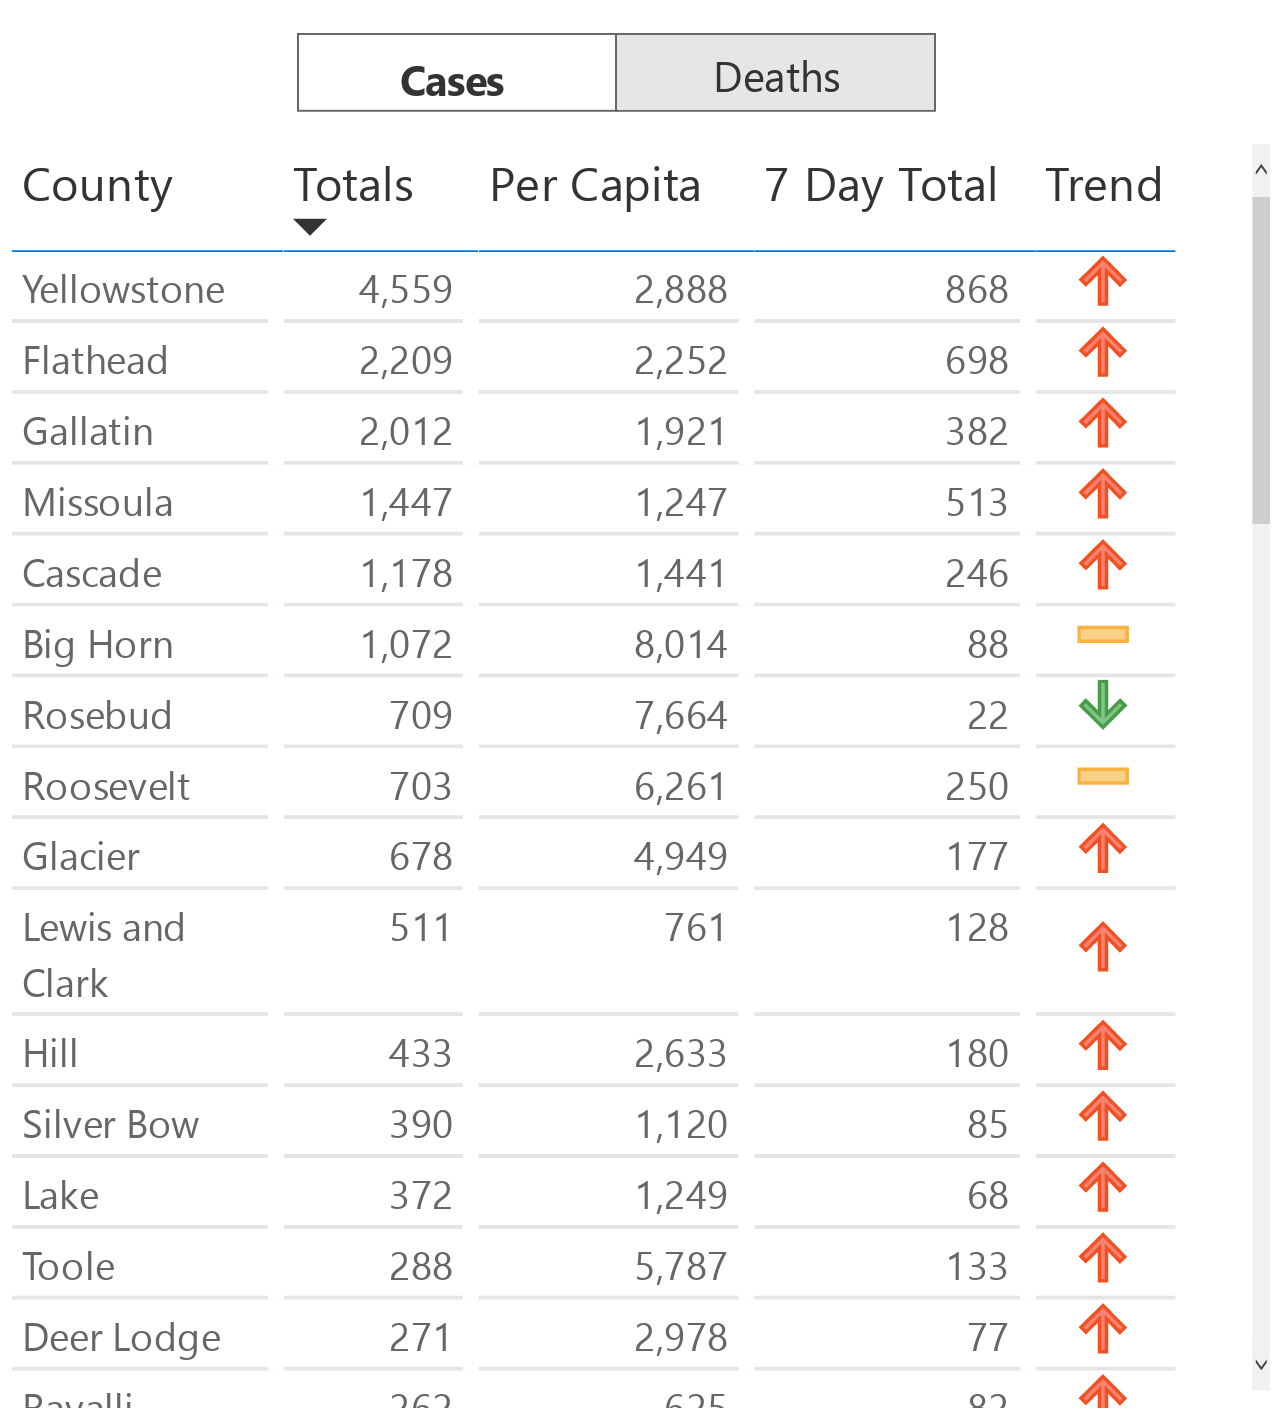 Cases Deaths
County Totals Per Capita 7 Day Total Trend
Yellowstone 4,559 2,888 868
Flathead 2,209 2,252 698
Gallatin 2,012 1,921 382
Missoula 1,447 1,247 513
Cascade 1,178 1,441 246
Big Horn 1,072 8,014 88
Rosebud 709 7,664 22
Roosevelt 703 6,261 250
Glacier 678 4,949 177
Lewis and 511 761 128
Clark
Hill 433 2,633 180
Silver Bow 390 1,120 85
Lake 372 1,249 68
Toole 288 5,787 133
Deer Lodge 271 2,978 77
Ravalli 262 625 82